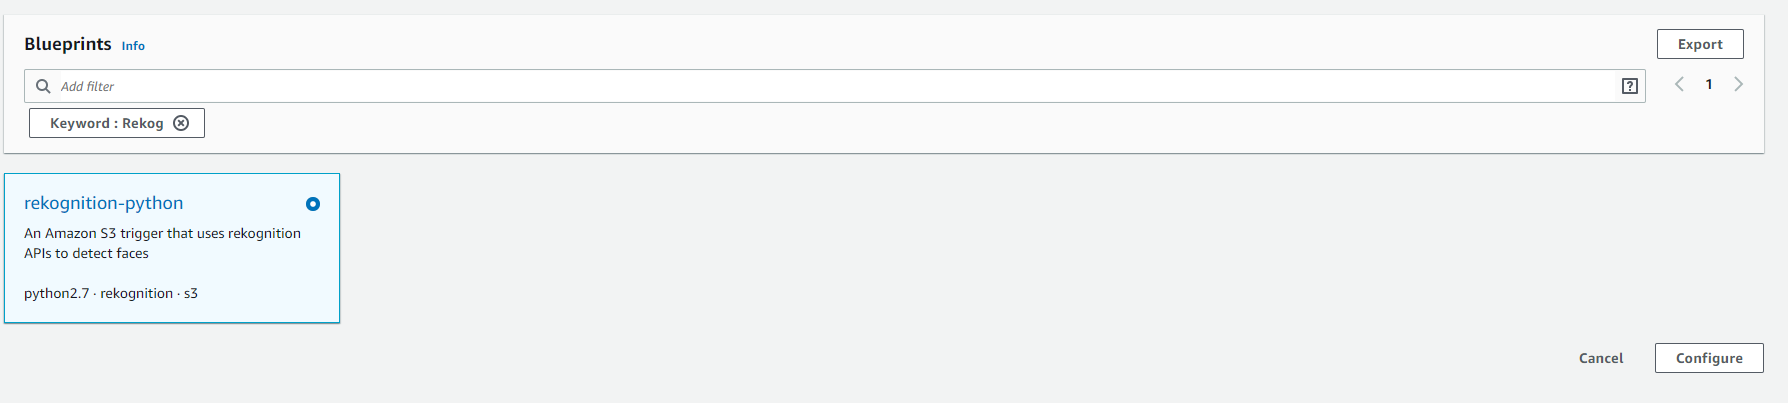 Blueprints Info
Export
Add filter
?
1
Keyword : Rekog
rekognition-python
An Amazon S3 trigger that uses rekognition
APIs to detect faces
python2.7 · rekognition · s3
Cancel
Configure